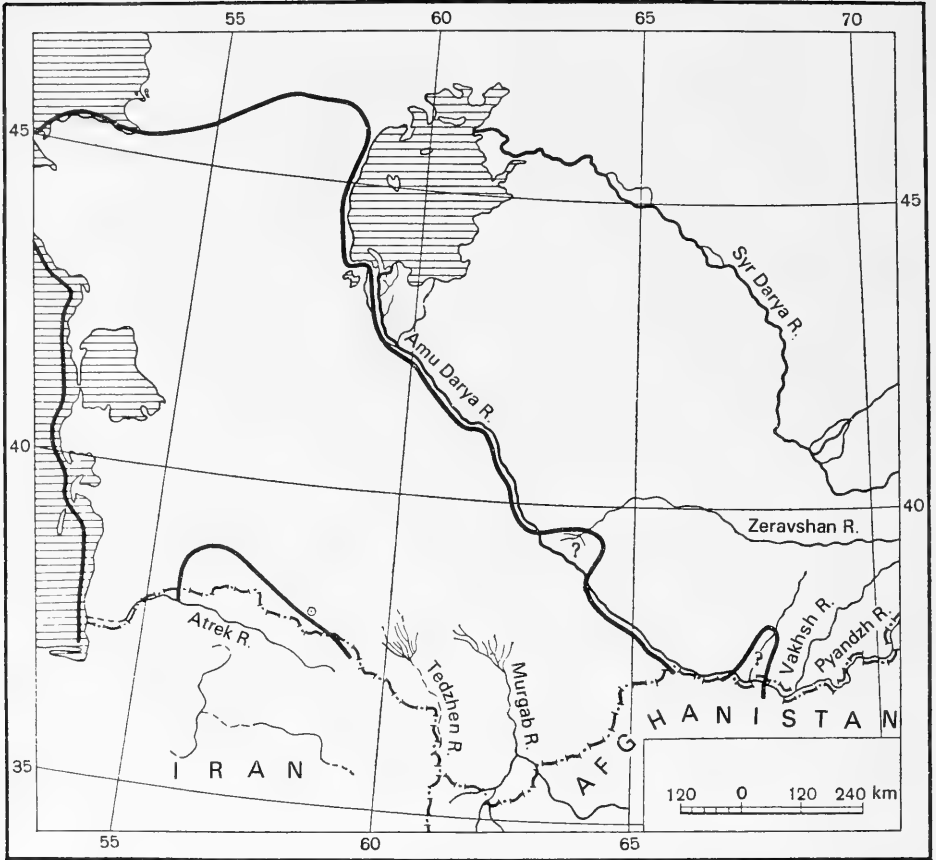 55 60 65 70
45
45
Syr Darya R.
Amu Darya R.
40
40
Zeravshan R.
?
Vakhsh R.
Pyandzh R.
?
Atrek R.
Tedzhen R.
Murgab R.
AFGHANISTAN
IRAN
35
120 0 120 240 km
55 60 65